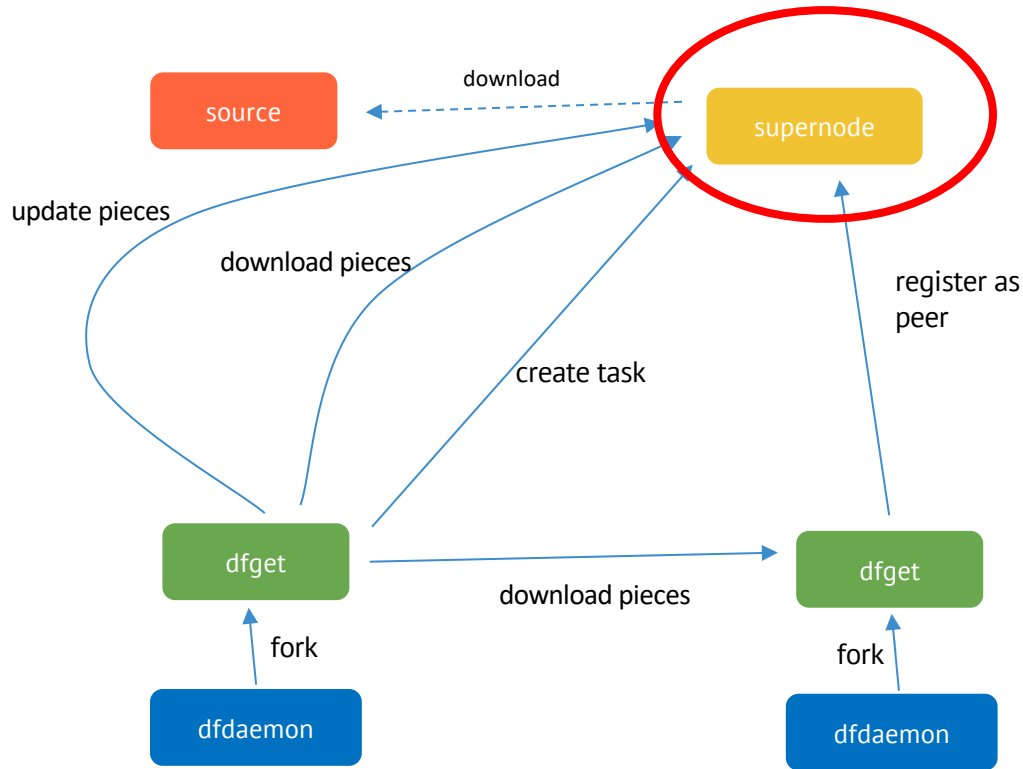 download
source
supernode
update pieces
download pieces
register as
peer
create task
dfget
dfget
download pieces
fork
fork
dfdaemon
dfdaemon